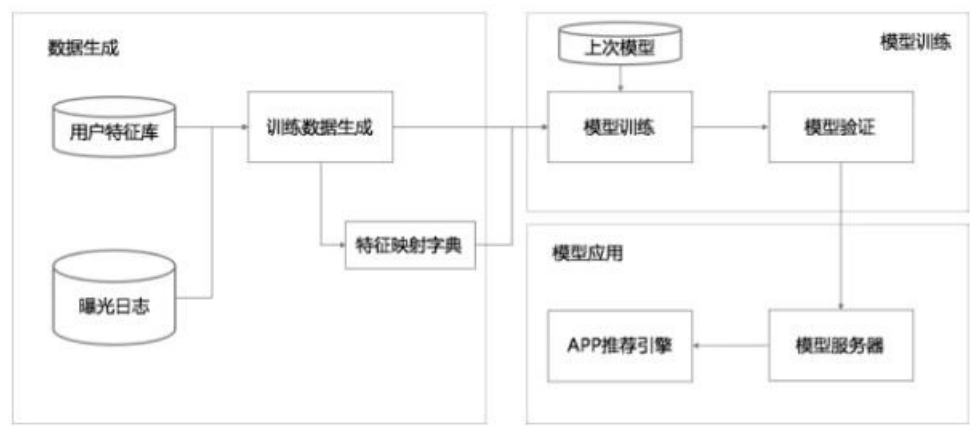 数据生成
用户特征库
训练数据生成
特征映射字典
曝光日志
模型训练
上次模型
模型训练
模型验证
模型应用
APP推荐引擎
模型服务器